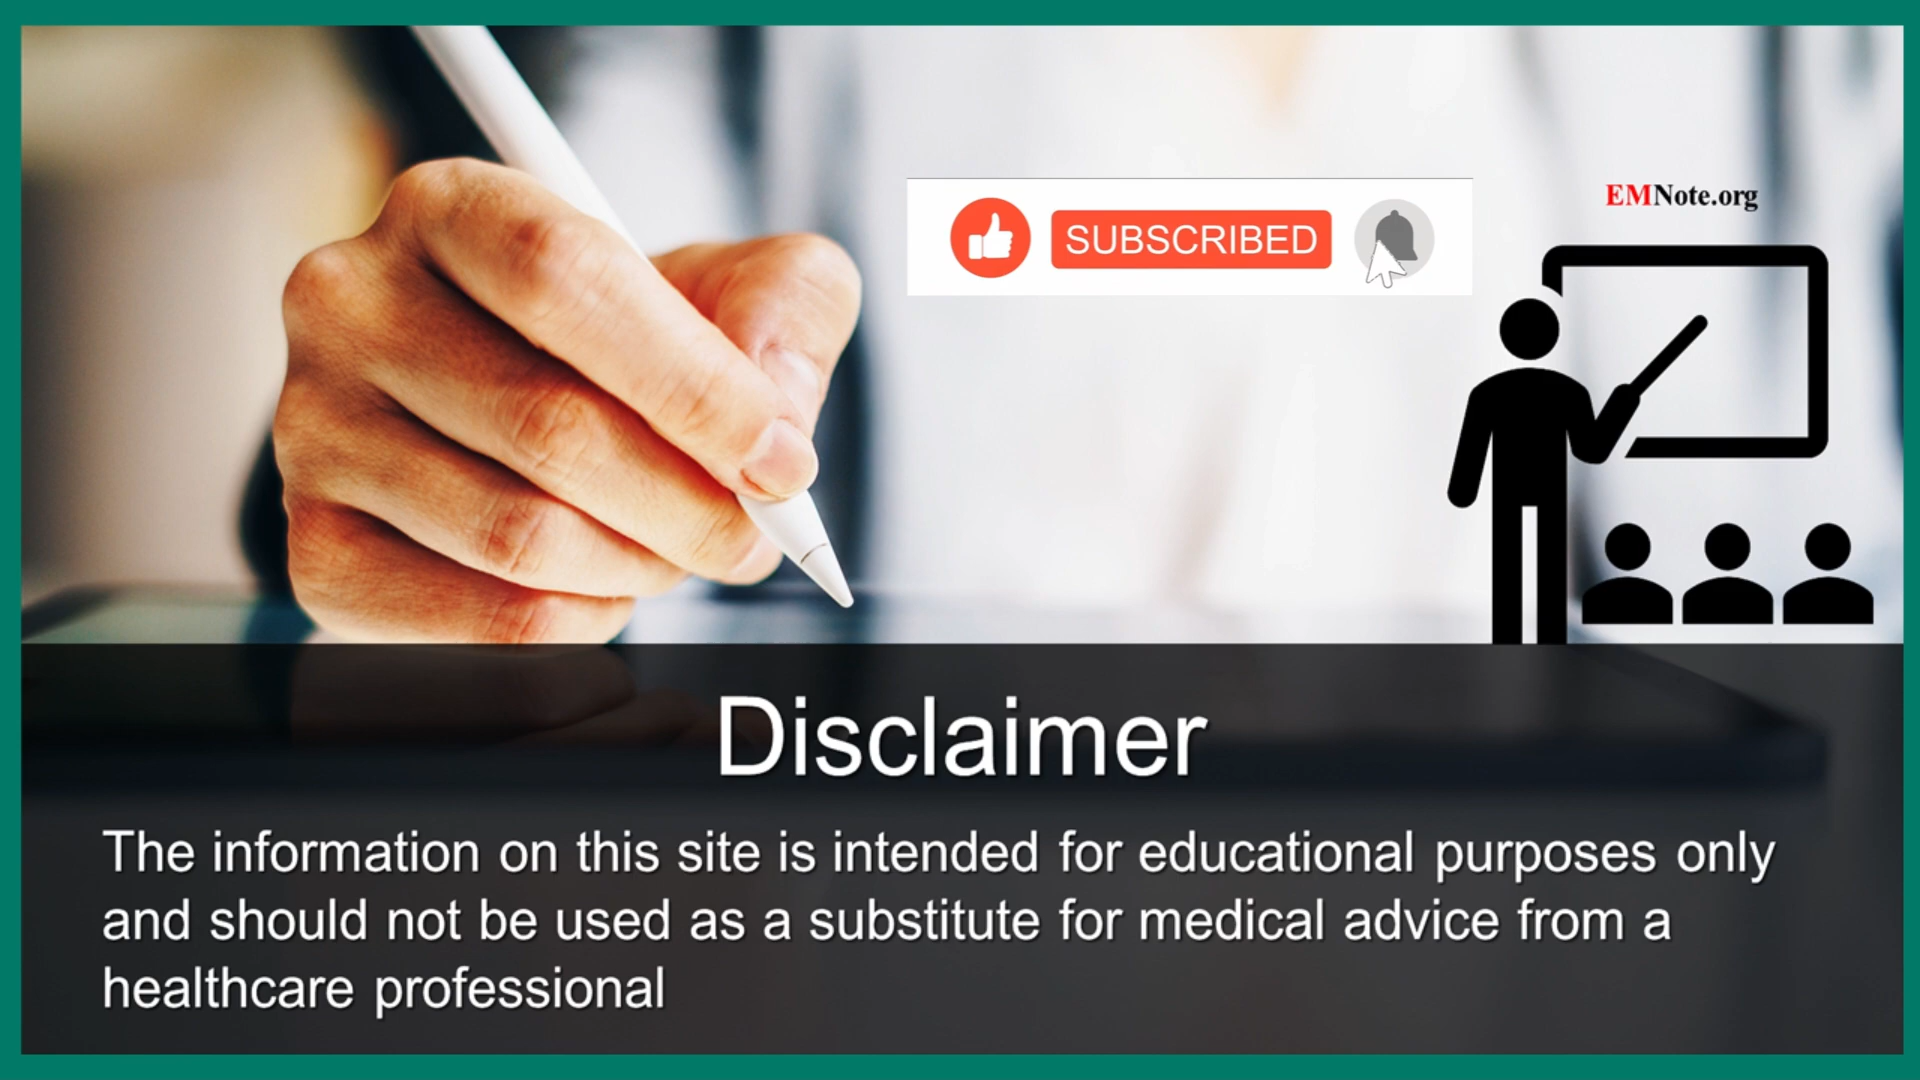 SUBSCRIBED
EMNote.org
Disclaimer
The information on this site is intended for educational purposes only
and should not be used as a substitute for medical advice from a
healthcare professional